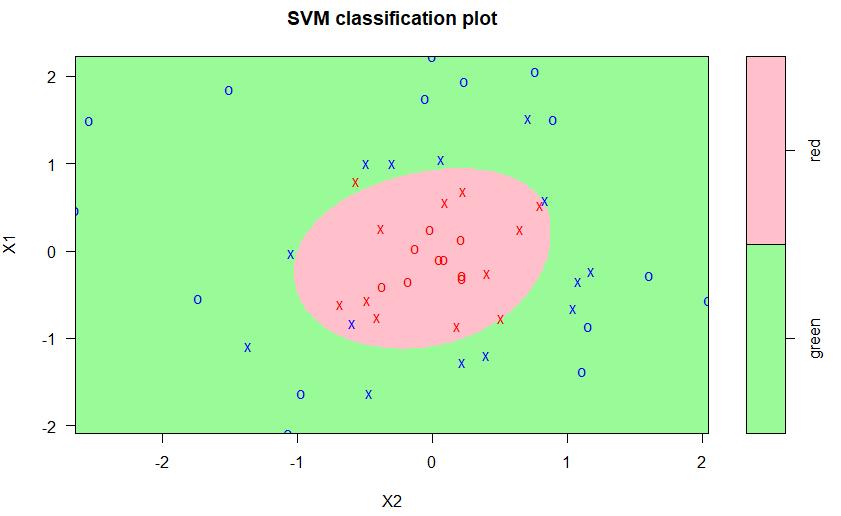 SVM classification plot
2
1
0
-1
-2
X1
-2
-1
0
1
2
X2
red
green